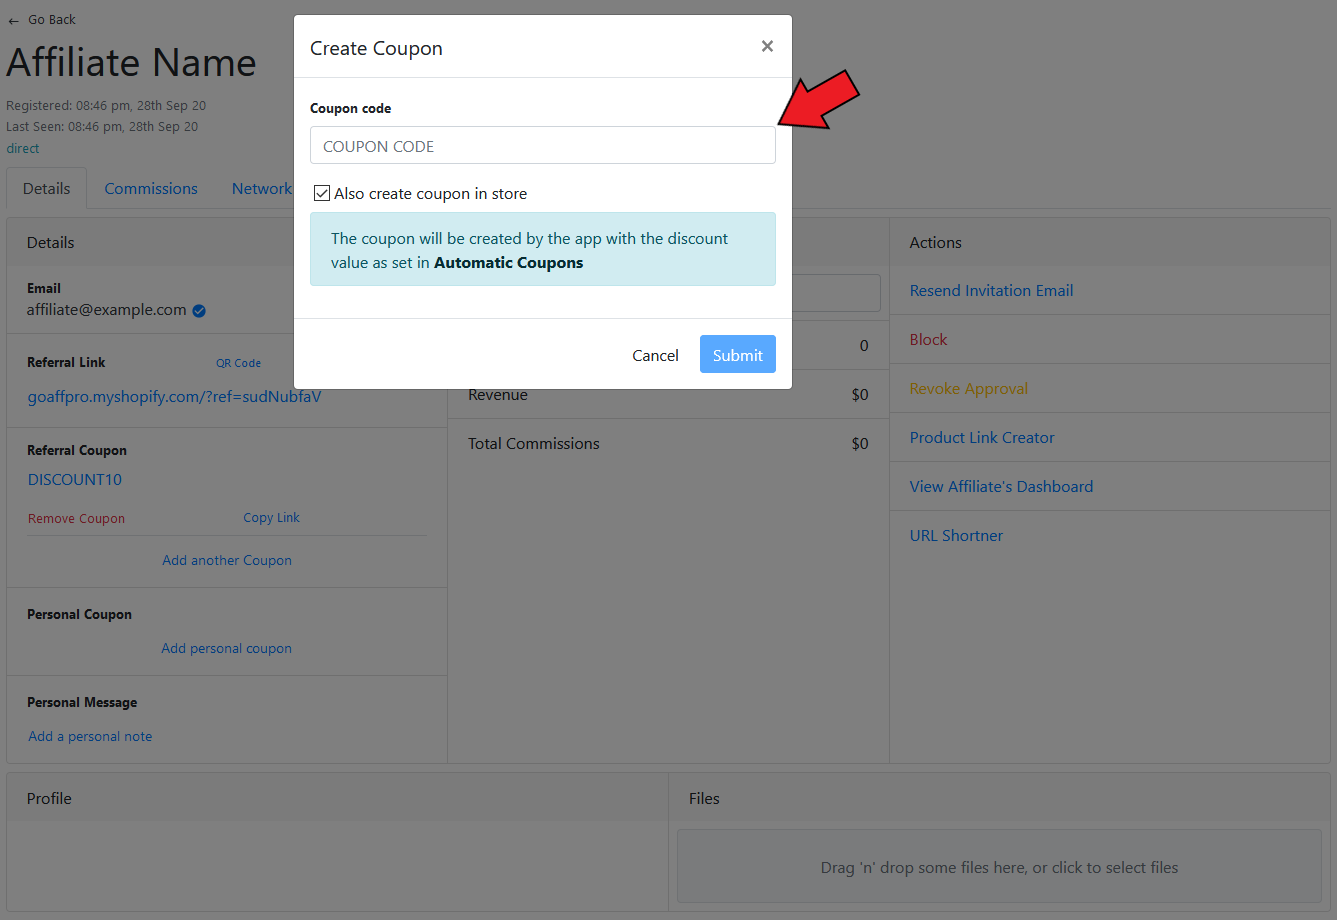 ← Go Back
Affiliate Name
Registered: 08:46 pm, 28th Sep 20
Last Seen: 08:46 pm, 28th Sep 20
direct
Details Commissions Network
Create Coupon ×
Coupon code
COUPON CODE
Also create coupon in store
The coupon will be created by the app with the discount
value as set in Automatic Coupons
Cancel Submit
Details
Email
affiliate@example.com
Referral Link QR Code
goaffpro.myshopify.com/?ref=sudNubfaV
Referral Coupon
DISCOUNT10
Remove Coupon Copy Link
Add another Coupon
Personal Coupon
Add personal coupon
Personal Message
Add a personal note
0
Revenue $0
Total Commissions $0
Actions
Resend Invitation Email
Block
Revoke Approval
Product Link Creator
View Affiliate's Dashboard
URL Shortner
Profile
Files
Drag 'n' drop some files here, or click to select files